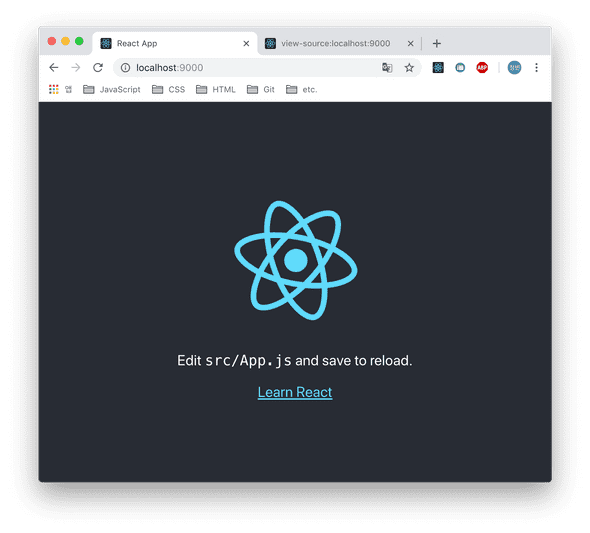 React App
view-source:localhost:9000
localhost:9000
앱 JavaScript CSS HTML Git etc.
ABP
Edit src/App.js and save to reload.
Learn React